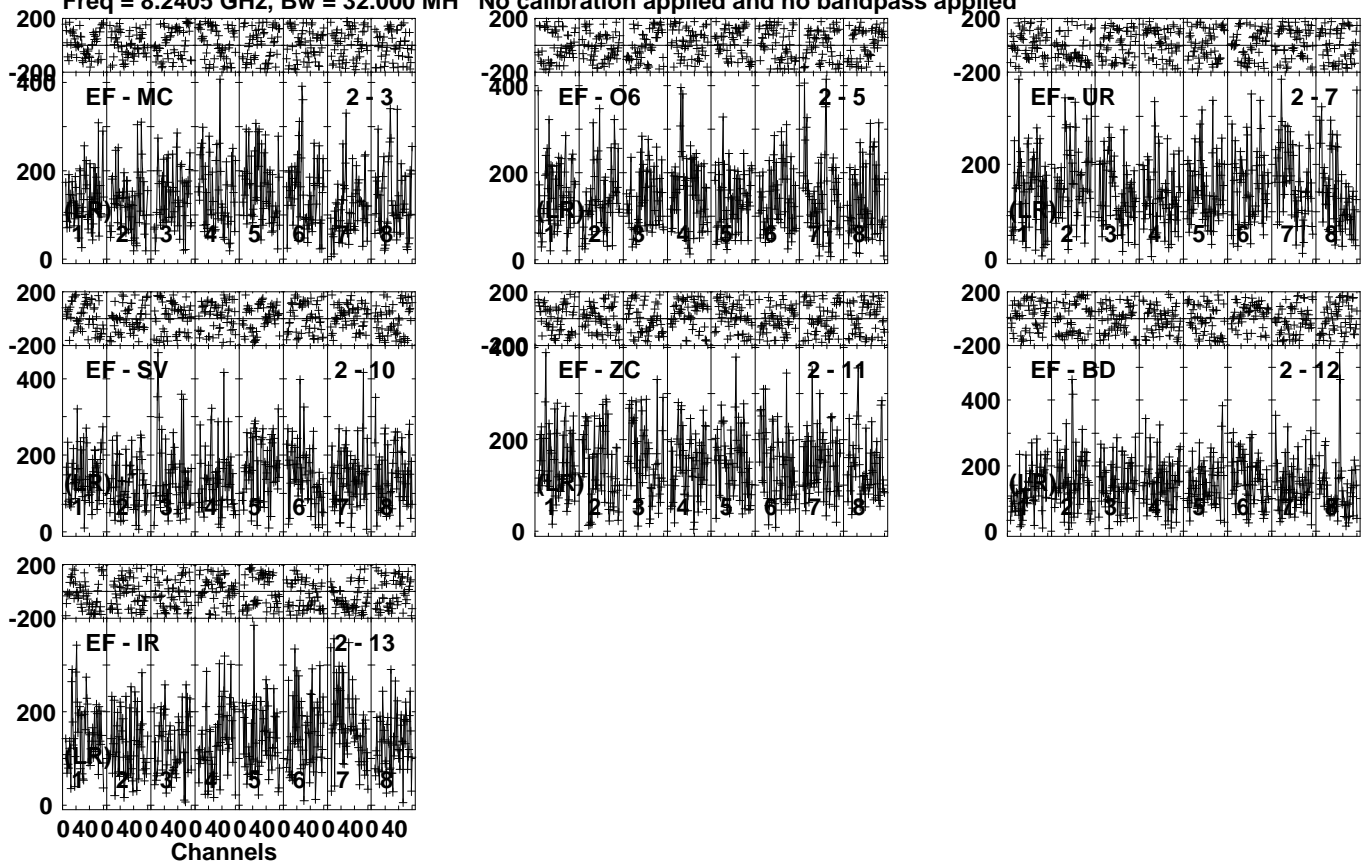 Freq = 8.2405 GHz, Bw = 32.000 MH No calibration applied and no bandpass applied
200
-200
400
200
0
EF - MC
2 - 3
(LR)
1 2 3 4 5 6 7 8
200
-200
400
200
0
EF - O6
2 - 5
(LR)
1 2 3 4 5 6 7 8
200
-200
200
0
EF - UR
2 - 7
(LR)
1 2 3 4 5 6 7 8
200
-200
400
200
0
EF - SV
2 - 10
(LR)
1 2 3 4 5 6 7 8
200
-200
400
200
0
EF - ZC
2 - 11
(LR)
1 2 3 4 5 6 7 8
200
-200
400
200
0
EF - BD
2 - 12
(LR)
1 2 3 4 5 6 7 8
200
-200
200
0
EF - IR
2 - 13
(LR)
1 2 3 4 5 6 7 8
0 40 0 40 0 40 0 40 0 40 0 40 0 40 0 40
Channels